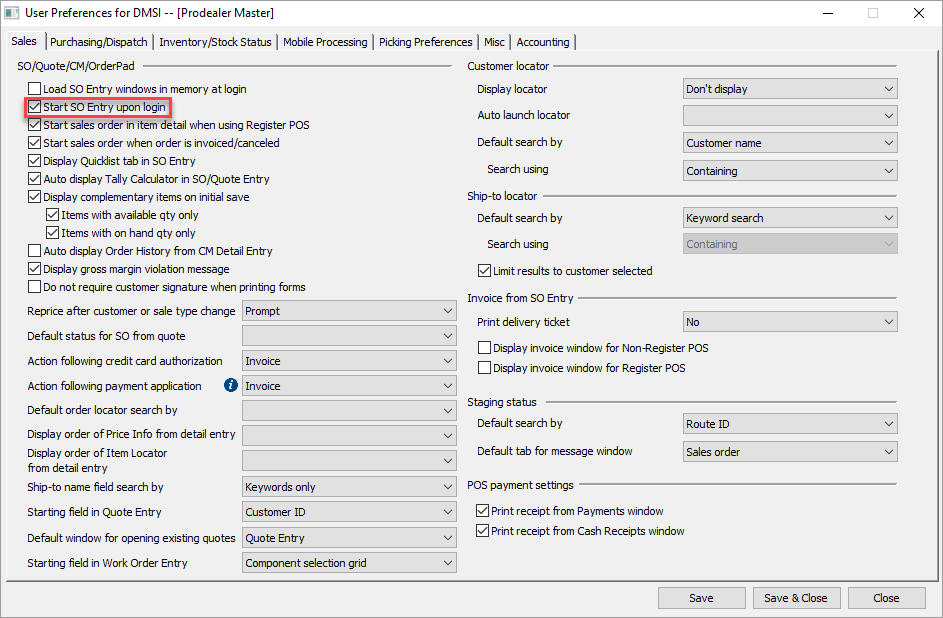 User Preferences for DMSI -- [Prodealer Master]
Sales Purchasing/Dispatch Inventory/Stock Status Mobile Processing Picking Preferences Misc Accounting
SO/Quote/CM/OrderPad
Load SO Entry windows in memory at login
Start SO Entry upon login
Start sales order in item detail when using Register POS
Start sales order when order is invoiced/canceled
Display Quicklist tab in SO Entry
Auto display Tally Calculator in SO/Quote Entry
Display complementary items on initial save
Items with available qty only
Items with on hand qty only
Auto display Order History from CM Detail Entry
Display gross margin violation message
Do not require customer signature when printing forms
Reprice after customer or sale type change Prompt
Default status for SO from quote
Action following credit card authorization Invoice
Action following payment application i Invoice
Default order locator search by
Display order of Price Info from detail entry
Display order of Item Locator
from detail entry
Ship-to name field search by Keywords only
Starting field in Quote Entry Customer ID
Default window for opening existing quotes Quote Entry
Starting field in Work Order Entry Component selection grid
Customer locator
Display locator Don't display
Auto launch locator
Default search by Customer name
Search using Containing
Ship-to locator
Default search by Keyword search
Search using Containing
Limit results to customer selected
Invoice from SO Entry
Print delivery ticket No
Display invoice window for Non-Register POS
Display invoice window for Register POS
Staging status
Default search by Route ID
Default tab for message window Sales order
POS payment settings
Print receipt from Payments window
Print receipt from Cash Receipts window
Save Save & Close Close